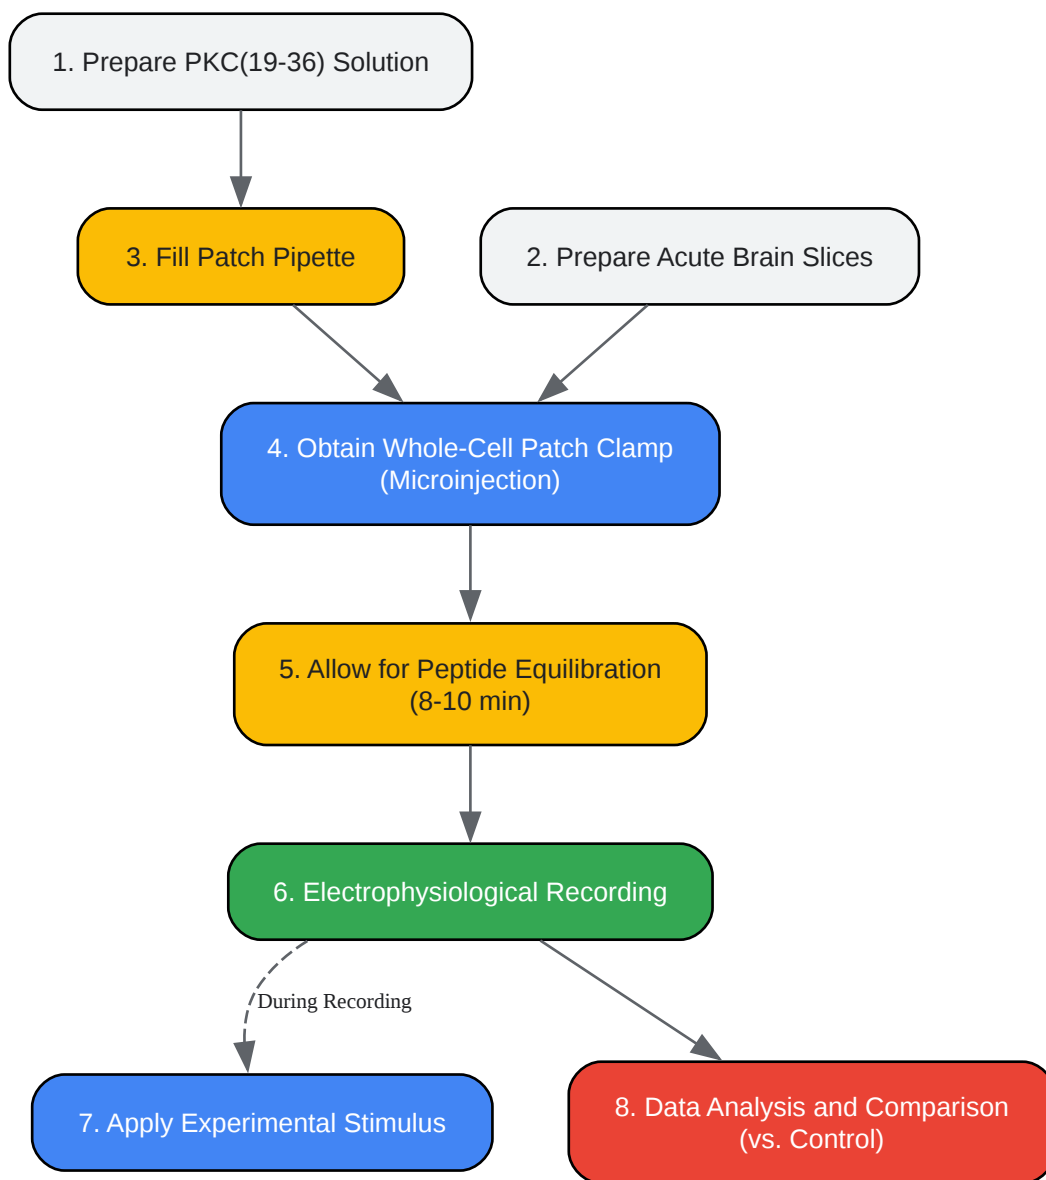 1. Prepare PKC(19-36) Solution
3. Fill Patch Pipette
2. Prepare Acute Brain Slices
4. Obtain Whole-Cell Patch Clamp
(Microinjection)
5. Allow for Peptide Equilibration
(8-10 min)
6. Electrophysiological Recording
During Recording
7. Apply Experimental Stimulus
8. Data Analysis and Comparison
(vs. Control)